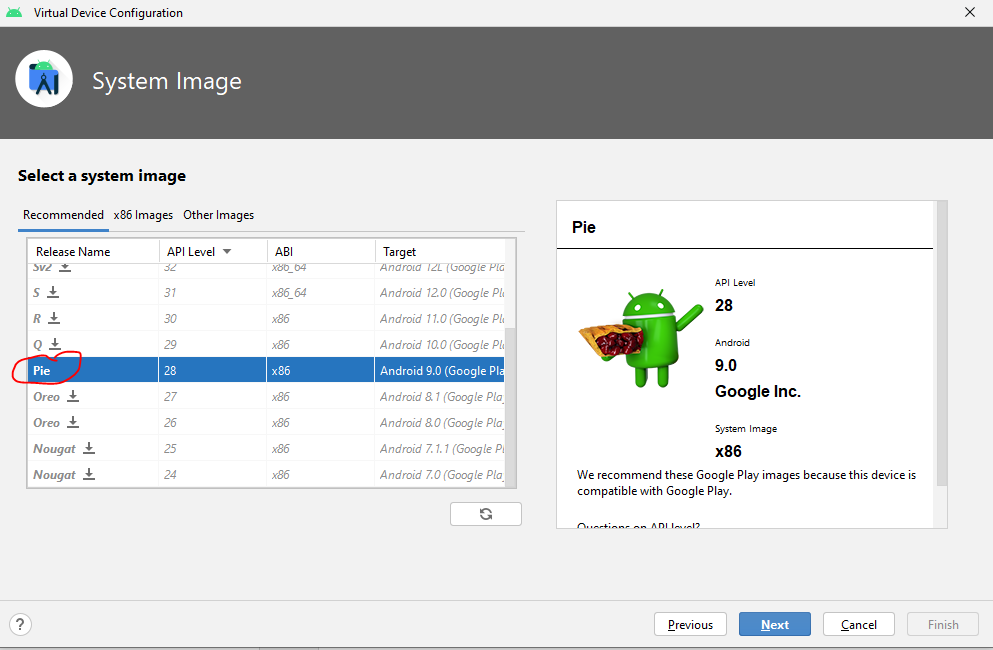 Virtual Device Configuration
System Image
Select a system image
Recommended x86 Images Other Images
Release Name API Level ABI Target
Sv2 32 x86_64 Android 12L (Google Pla
S 31 x86_64 Android 12.0 (Google Pla
R 30 x86 Android 11.0 (Google Pla
Q 29 x86 Android 10.0 (Google Pla
Pie 28 x86 Android 9.0 (Google Pla
Oreo 27 x86 Android 8.1 (Google Pla
Oreo 26 x86 Android 8.0 (Google Pla
Nougat 25 x86 Android 7.1.1 (Google P
Nougat 24 x86 Android 7.0 (Google Pla
Pie
API Level
28
Android
9.0
Google Inc.
System Image
x86
We recommend these Google Play images because this device is
compatible with Google Play.
Questions on API level?
? Previous Next Cancel Finish